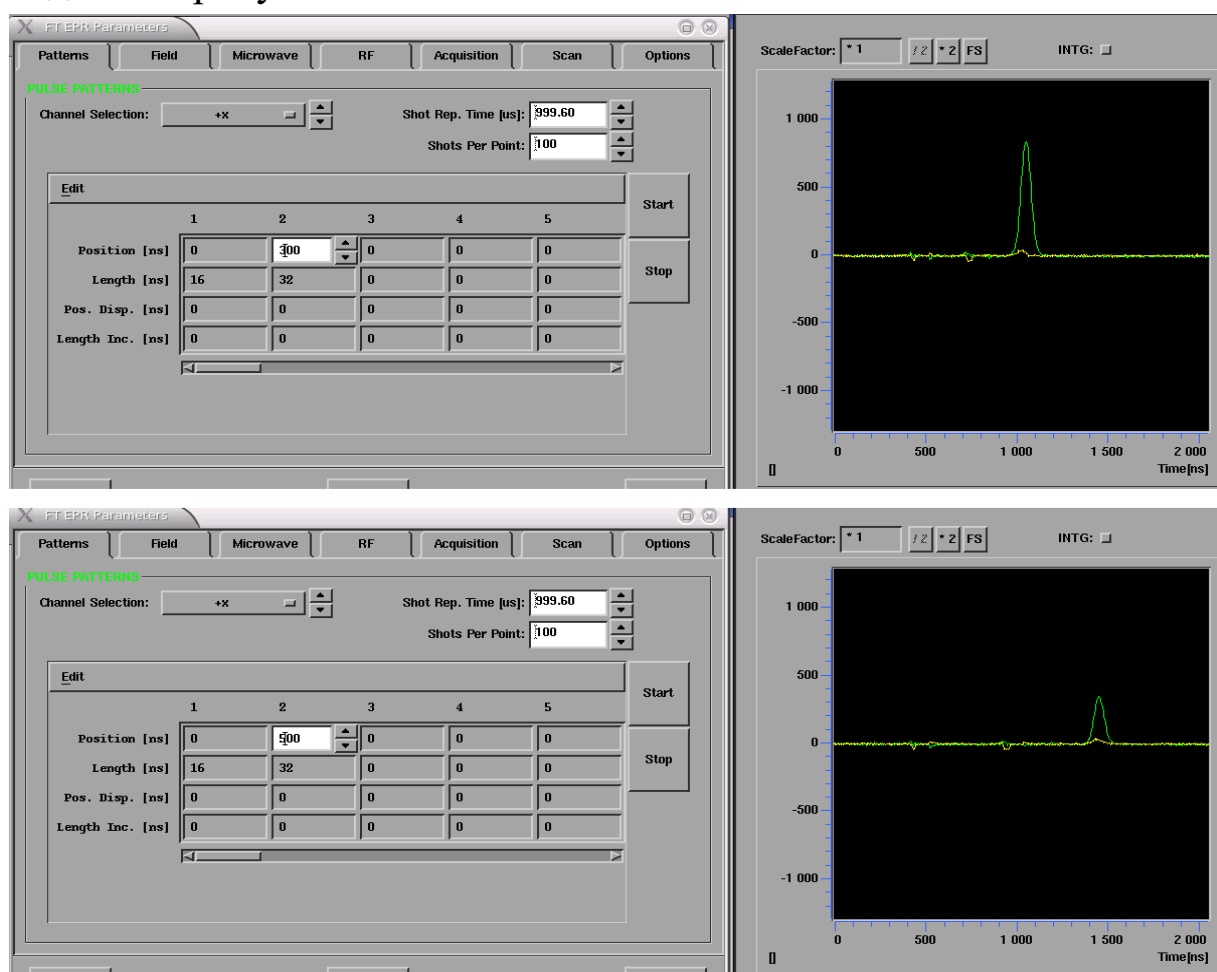 FT EPR Parameters
Patterns Field Microwave RF Acquisition Scan Options
PULSE PATTERNS
Channel Selection: +x Shot Rep. Time [us]: 999.60
Shots Per Point: 100
Edit
Start
1 2 3 4 5
Position [ns] 0 300 0 0 0
Stop
Length [ns] 16 32 0 0 0
Pos. Disp. [ns] 0 0 0 0 0
Length Inc. [ns] 0 0 0 0 0
ScaleFactor: * 1 / 2 * 2 FS INTG:
1 000
500
0
-500
-1 000
0 500 1 000 1 500 2 000
[] Time[ns]
FT EPR Parameters
Patterns Field Microwave RF Acquisition Scan Options
PULSE PATTERNS
Channel Selection: +x Shot Rep. Time [us]: 999.60
Shots Per Point: 100
Edit
Start
1 2 3 4 5
Position [ns] 0 500 0 0 0
Stop
Length [ns] 16 32 0 0 0
Pos. Disp. [ns] 0 0 0 0 0
Length Inc. [ns] 0 0 0 0 0
ScaleFactor: * 1 / 2 * 2 FS INTG:
1 000
500
0
-500
-1 000
0 500 1 000 1 500 2 000
[] Time[ns]